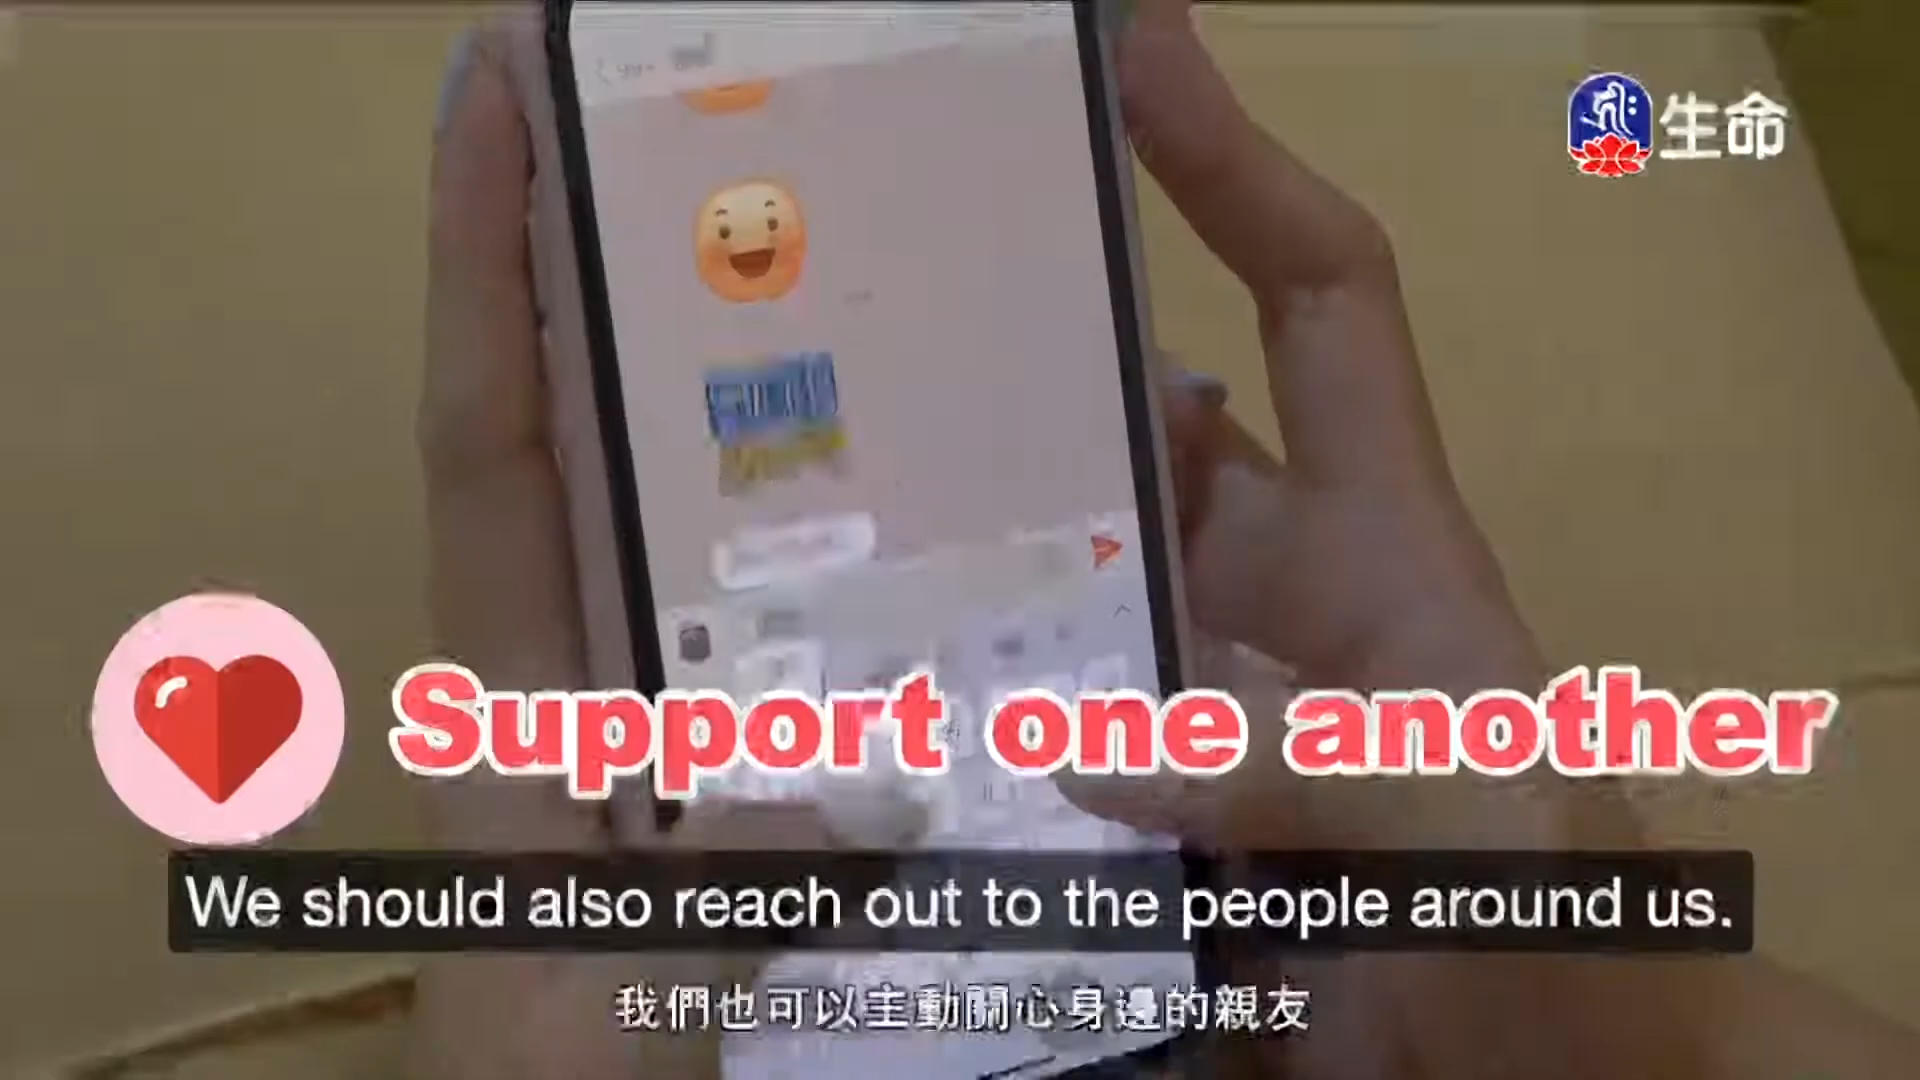 生命
Support one another
We should also reach out to the people around us.
我們也可以主動關心身邊的親友